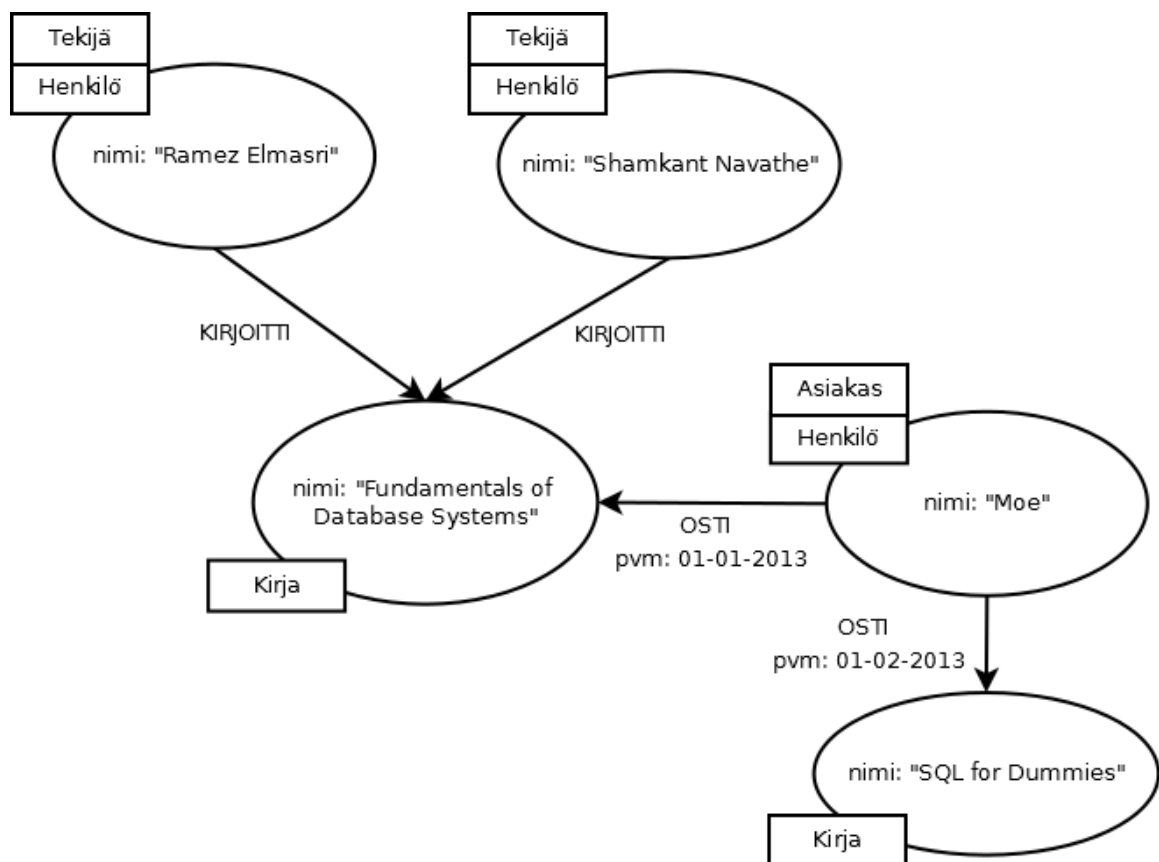 Tekijä
Henkilö
nimi: "Ramez Elmasri"
Tekijä
Henkilö
nimi: "Shamkant Navathe"
KIRJOITTI
KIRJOITTI
Asiakas
Henkilö
nimi: "Moe"
nimi: "Fundamentals of
Database Systems"
Kirja
OSTI
pvm: 01-01-2013
OSTI
pvm: 01-02-2013
nimi: "SQL for Dummies"
Kirja